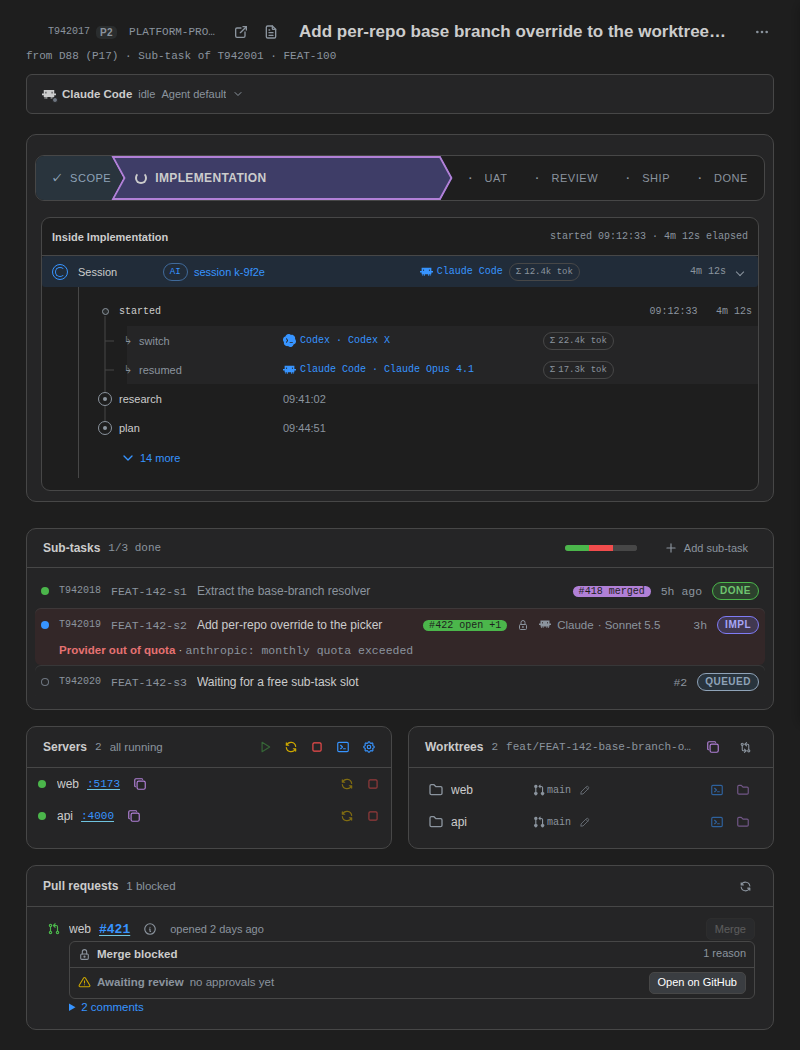 T942017 P2 PLATFORM-PRO… Add per-repo base branch override to the worktree…
from D88 (P17) · Sub-task of T942001 · FEAT-100
Claude Code idle Agent default
SCOPE IMPLEMENTATION · UAT · REVIEW · SHIP · DONE
Inside Implementation started 09:12:33 · 4m 12s elapsed
Session AI session k-9f2e Claude Code Σ 12.4k tok 4m 12s
started 09:12:33 4m 12s
↳ switch Codex · Codex X Σ 22.4k tok
↳ resumed Claude Code · Claude Opus 4.1 Σ 17.3k tok
research 09:41:02
plan 09:44:51
14 more
Sub-tasks 1/3 done Add sub-task
T942018 FEAT-142-s1 Extract the base-branch resolver #418 merged 5h ago DONE
T942019 FEAT-142-s2 Add per-repo override to the picker #422 open +1 Claude · Sonnet 5.5 3h IMPL
Provider out of quota · anthropic: monthly quota exceeded
T942020 FEAT-142-s3 Waiting for a free sub-task slot #2 QUEUED
Servers 2 all running
web :5173
api :4000
Worktrees 2 feat/FEAT-142-base-branch-o…
web main
api main
Pull requests 1 blocked
web #421 opened 2 days ago Merge
Merge blocked 1 reason
Awaiting review no approvals yet Open on GitHub
2 comments